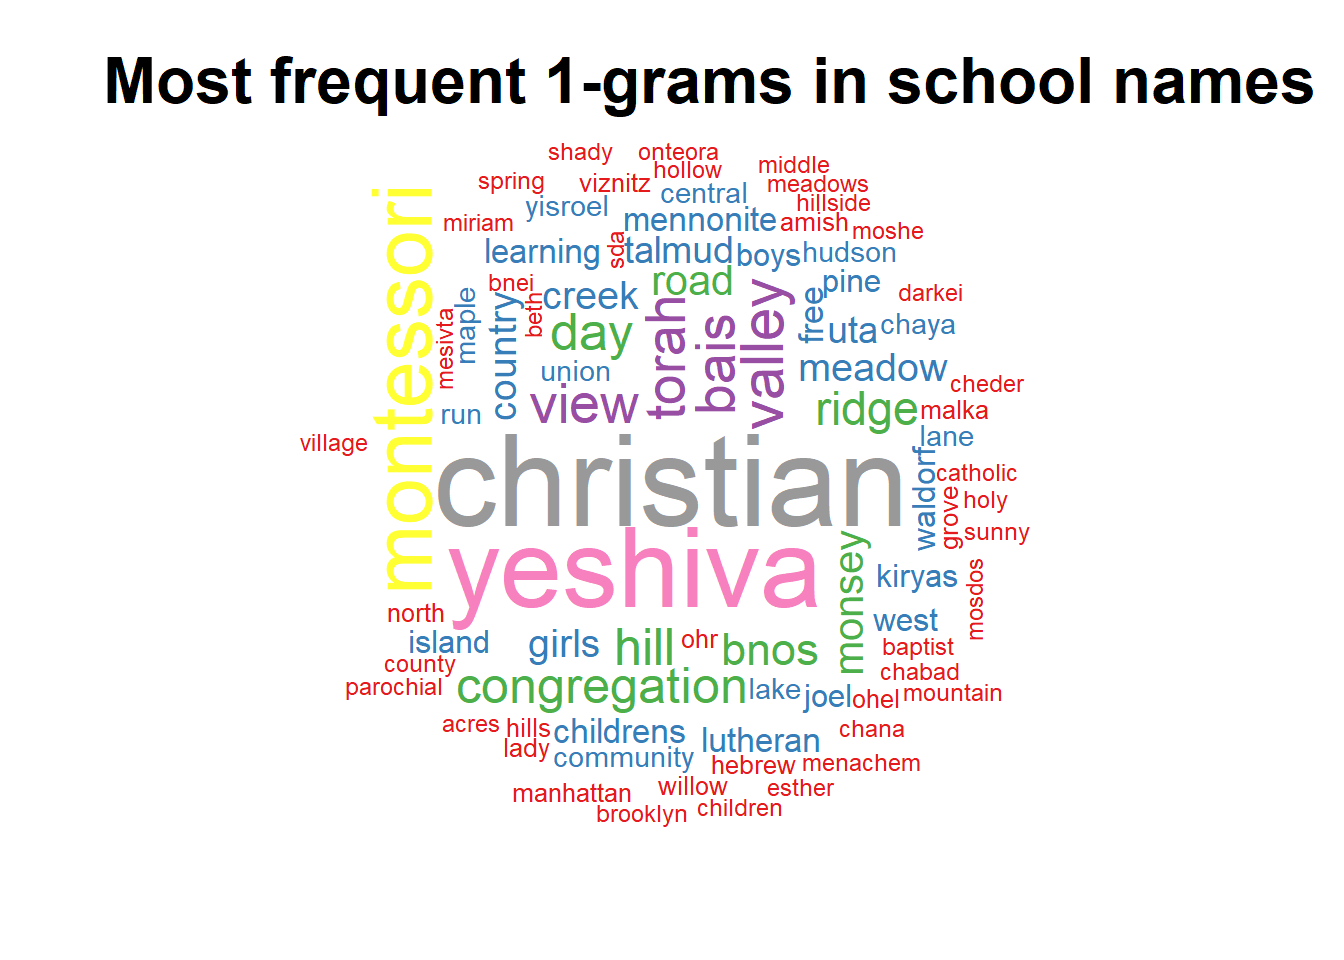 Most frequent 1-grams in school names
shady
onteora
hollow
middle
spring
viznitz
central
meadows
yisroel
hillside
miriam
mennonite
amish
moshe
learning
sda
talmud
boys
hudson
bnei
creek
road
pine
darkei
montessori
mesivta
maple
country
beth
day
torah
bais
valley
free
uta
chaya
union
meadow
cheder
run
view
ridge
malka
village
lane
christian
waldorf
catholic
grove
holy
sunny
yeshiva
monsey
kiryas
mosdos
north
west
island
girls
hill
ohr
bnos
baptist
county
chabad
parochial
congregation
lake
joel
ohel
mountain
acres
hills
childrens
lutheran
chana
lady
community
hebrew
menachem
manhattan
willow
esther
brooklyn
children